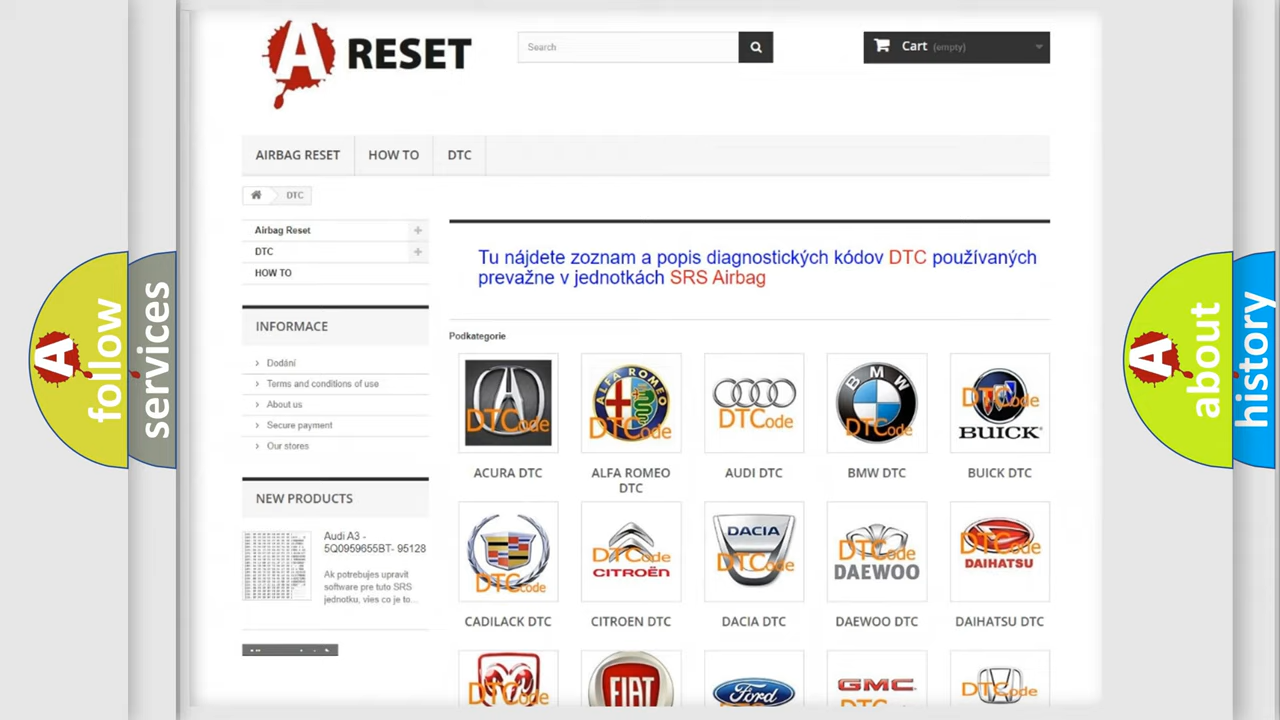 A RESET
Search
Cart (empty)
AIRBAG RESET
HOW TO
DTC
DTC
Airbag Reset
DTC
HOW TO
Tu nájdete zoznam a popis diagnostických kódov DTC používaných
prevažne v jednotkách SRS Airbag
INFORMACE
Dodání
Terms and conditions of use
About us
Secure payment
Our stores
Podkategorie
DTCode
ALFA ROMEO
DTCode
DTCode
BMW
DTCode
DTCode
BUICK
ACURA DTC
ALFA ROMEO
DTC
AUDI DTC
BMW DTC
BUICK DTC
NEW PRODUCTS
Audi A3 -
5Q0959655BT- 95128
Ak potrebujes upravit
software pre tuto SRS
jednotku, vies co je to...
DTCode
DTCode
CITROËN
DACIA
DTCode
DTCode
DAEWOO
DTCode
DAIHATSU
CADILACK DTC
CITROEN DTC
DACIA DTC
DAEWOO DTC
DAIHATSU DTC
DTCode
FIAT
Ford
GMC
DTCode
A follow
services
A about
history